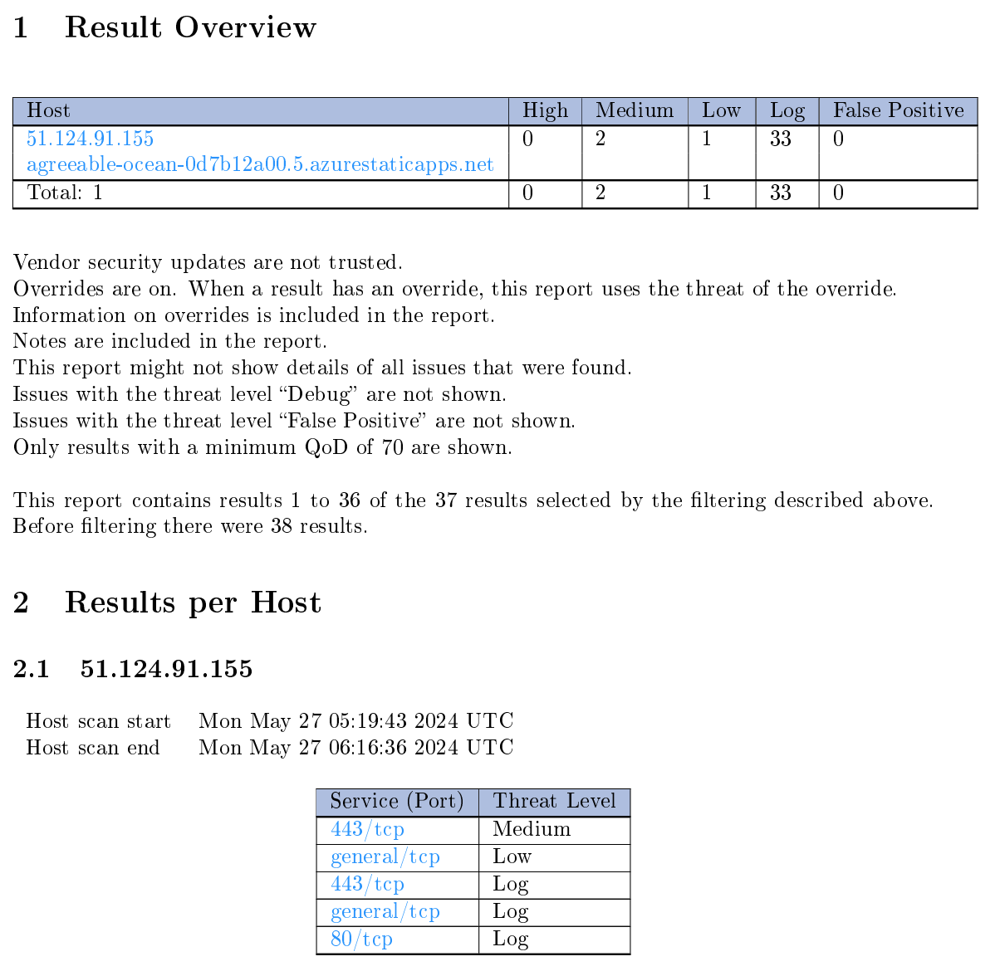 1 Result Overview
Host High Medium Low Log False Positive
51.124.91.155 0 2 1 33 0
agreeable-ocean-0d7b12a00.5.azurestaticapps.net
Total: 1 0 2 1 33 0
Vendor security updates are not trusted.
Overrides are on. When a result has an override, this report uses the threat of the override.
Information on overrides is included in the report.
Notes are included in the report.
This report might not show details of all issues that were found.
Issues with the threat level “Debug” are not shown.
Issues with the threat level “False Positive” are not shown.
Only results with a minimum QoD of 70 are shown.
This report contains results 1 to 36 of the 37 results selected by the filtering described above.
Before filtering there were 38 results.
2 Results per Host
2.1 51.124.91.155
Host scan start Mon May 27 05:19:43 2024 UTC
Host scan end Mon May 27 06:16:36 2024 UTC
Service (Port) Threat Level
443/tcp Medium
general/tcp Low
443/tcp Log
general/tcp Log
80/tcp Log